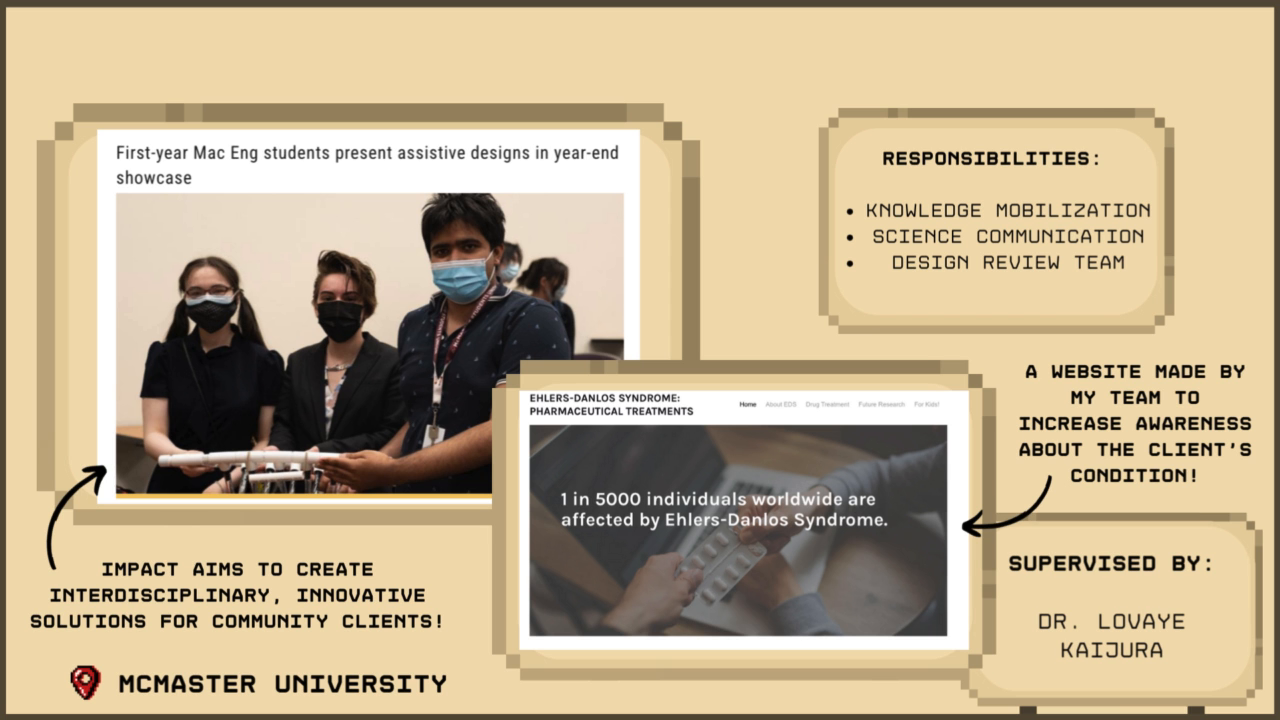 First-year Mac Eng students present assistive designs in year-end
showcase
RESPONSIBILITIES:
• KNOWLEDGE MOBILIZATION
• SCIENCE COMMUNICATION
• DESIGN REVIEW TEAM
A WEBSITE MADE BY
MY TEAM TO
INCREASE AWARENESS
ABOUT THE CLIENT'S
CONDITION!
EHLERS-DANLOS SYNDROME:
PHARMACEUTICAL TREATMENTS
Home About EDS Drug Treatment Future Research For Kids!
1 in 5000 individuals worldwide are
affected by Ehlers-Danlos Syndrome.
IMPACT AIMS TO CREATE
INTERDISCIPLINARY, INNOVATIVE
SOLUTIONS FOR COMMUNITY CLIENTS!
MCMASTER UNIVERSITY
SUPERVISED BY:
DR. LOVAYE
KAIJURA